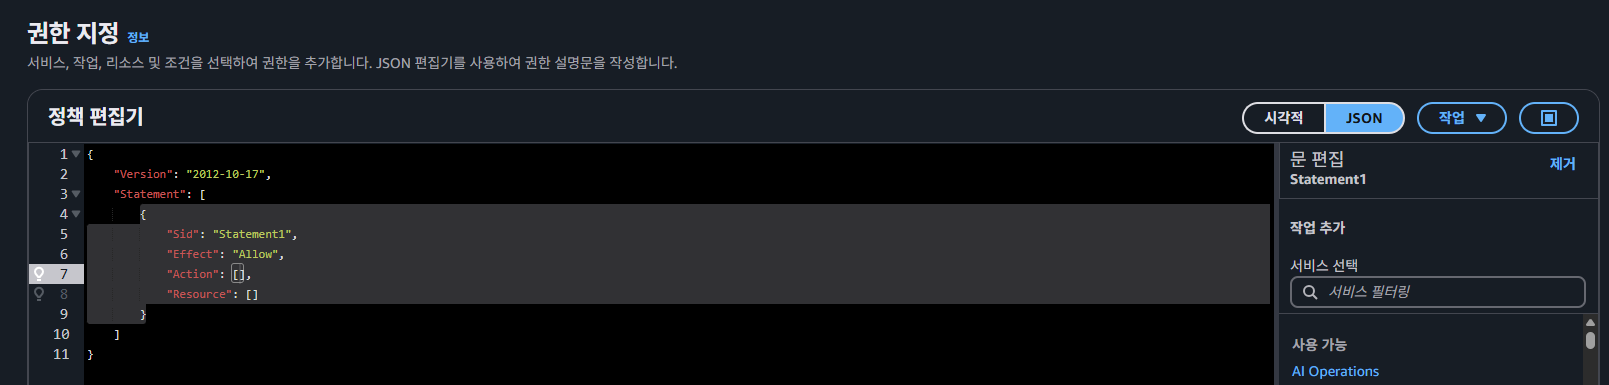 권한 지정 정보
서비스, 작업, 리소스 및 조건을 선택하여 권한을 추가합니다. JSON 편집기를 사용하여 권한 설명문을 작성합니다.
정책 편집기
시각적 JSON 작업
1 {
2 "Version": "2012-10-17",
3 "Statement": [
4 {
5 "Sid": "Statement1",
6 "Effect": "Allow",
7 "Action": [],
8 "Resource": []
9 }
10 ]
11 }
문 편집 제거
Statement1
작업 추가
서비스 선택
서비스 필터링
사용 가능
AI Operations